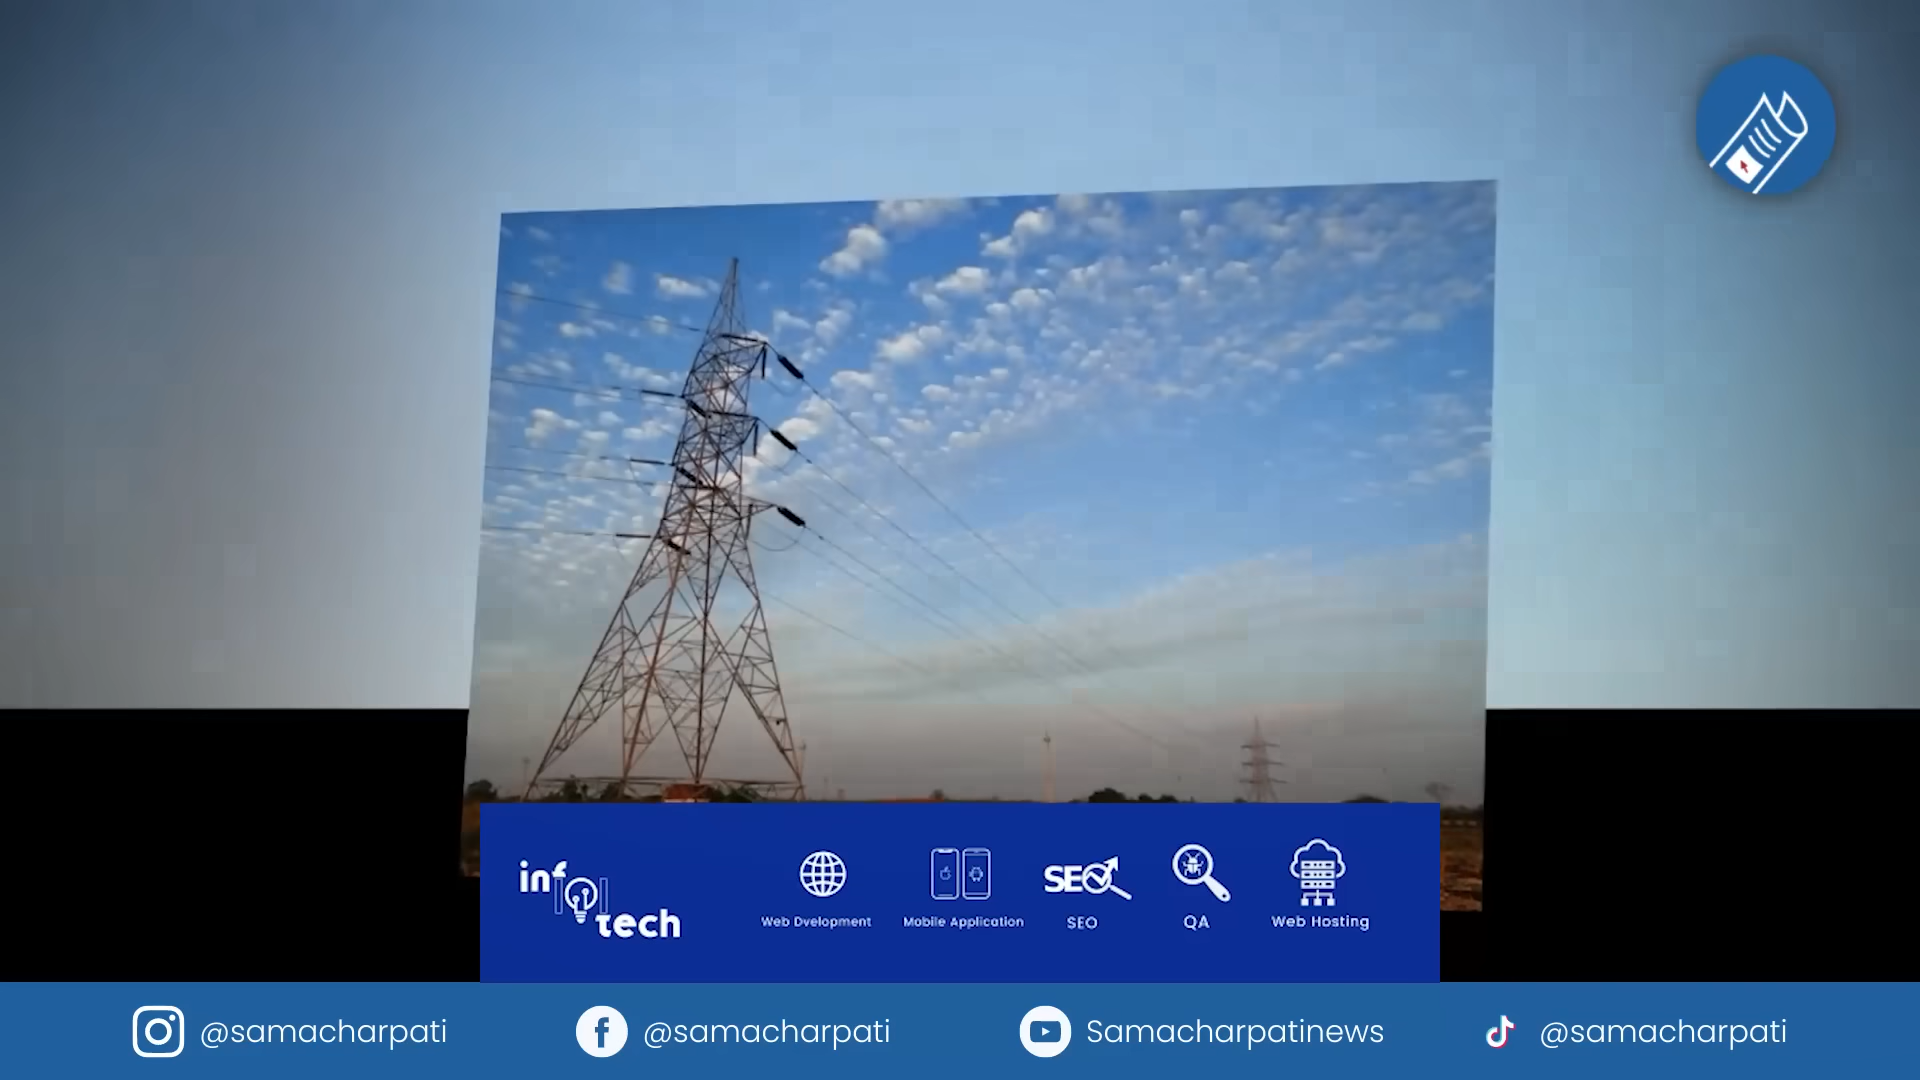 info tech
Web Dvelopment
Mobile Application
SEO
SEO
QA
Web Hosting
@samacharpati
@samacharpati
Samacharpatinews
@samacharpati